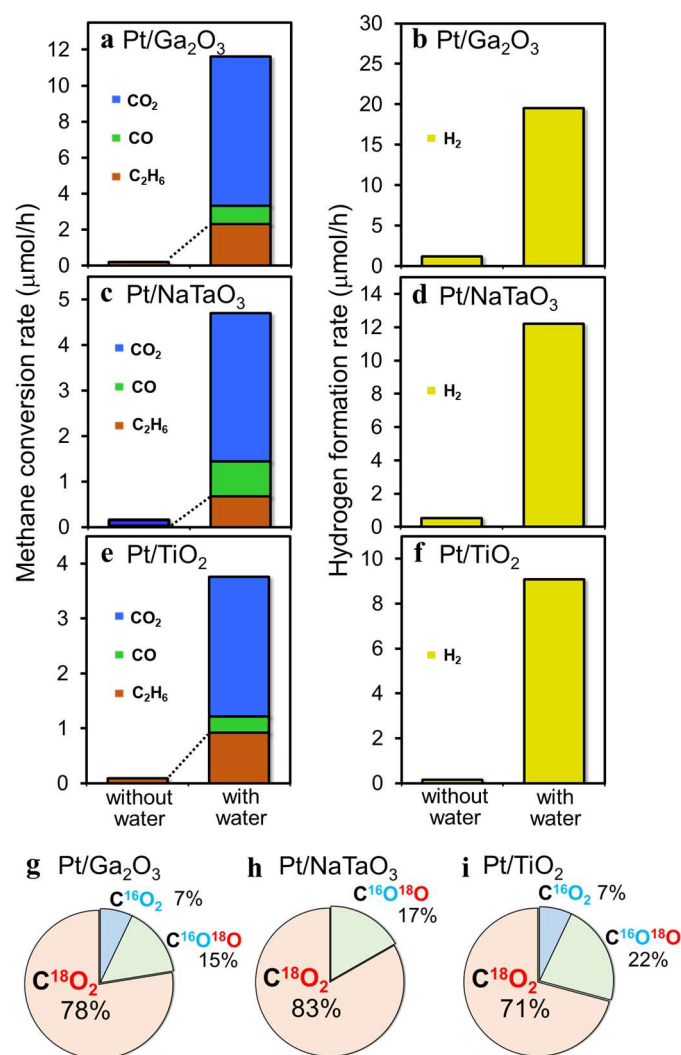 a Pt/Ga₂O₃
12
10
8
6
4
2
0
CO₂
CO
C₂H₆
b Pt/Ga₂O₃
30
25
20
15
10
5
0
H₂
Methane conversion rate (µmol/h)
c Pt/NaTaO₃
5
4
3
2
1
0
CO₂
CO
C₂H₆
Hydrogen formation rate (µmol/h)
d Pt/NaTaO₃
14
12
10
8
6
4
2
0
H₂
e Pt/TiO₂
4
3
2
1
0
CO₂
CO
C₂H₆
without water
with water
f Pt/TiO₂
10
8
6
4
2
0
H₂
without water
with water
g Pt/Ga₂O₃
C¹⁶O₂ 7%
C¹⁶O¹⁸O
15%
C¹⁸O₂
78%
h Pt/NaTaO₃
C¹⁶O¹⁸O
17%
C¹⁸O₂
83%
i Pt/TiO₂
C¹⁶O₂ 7%
C¹⁶O¹⁸O
22%
C¹⁸O₂
71%